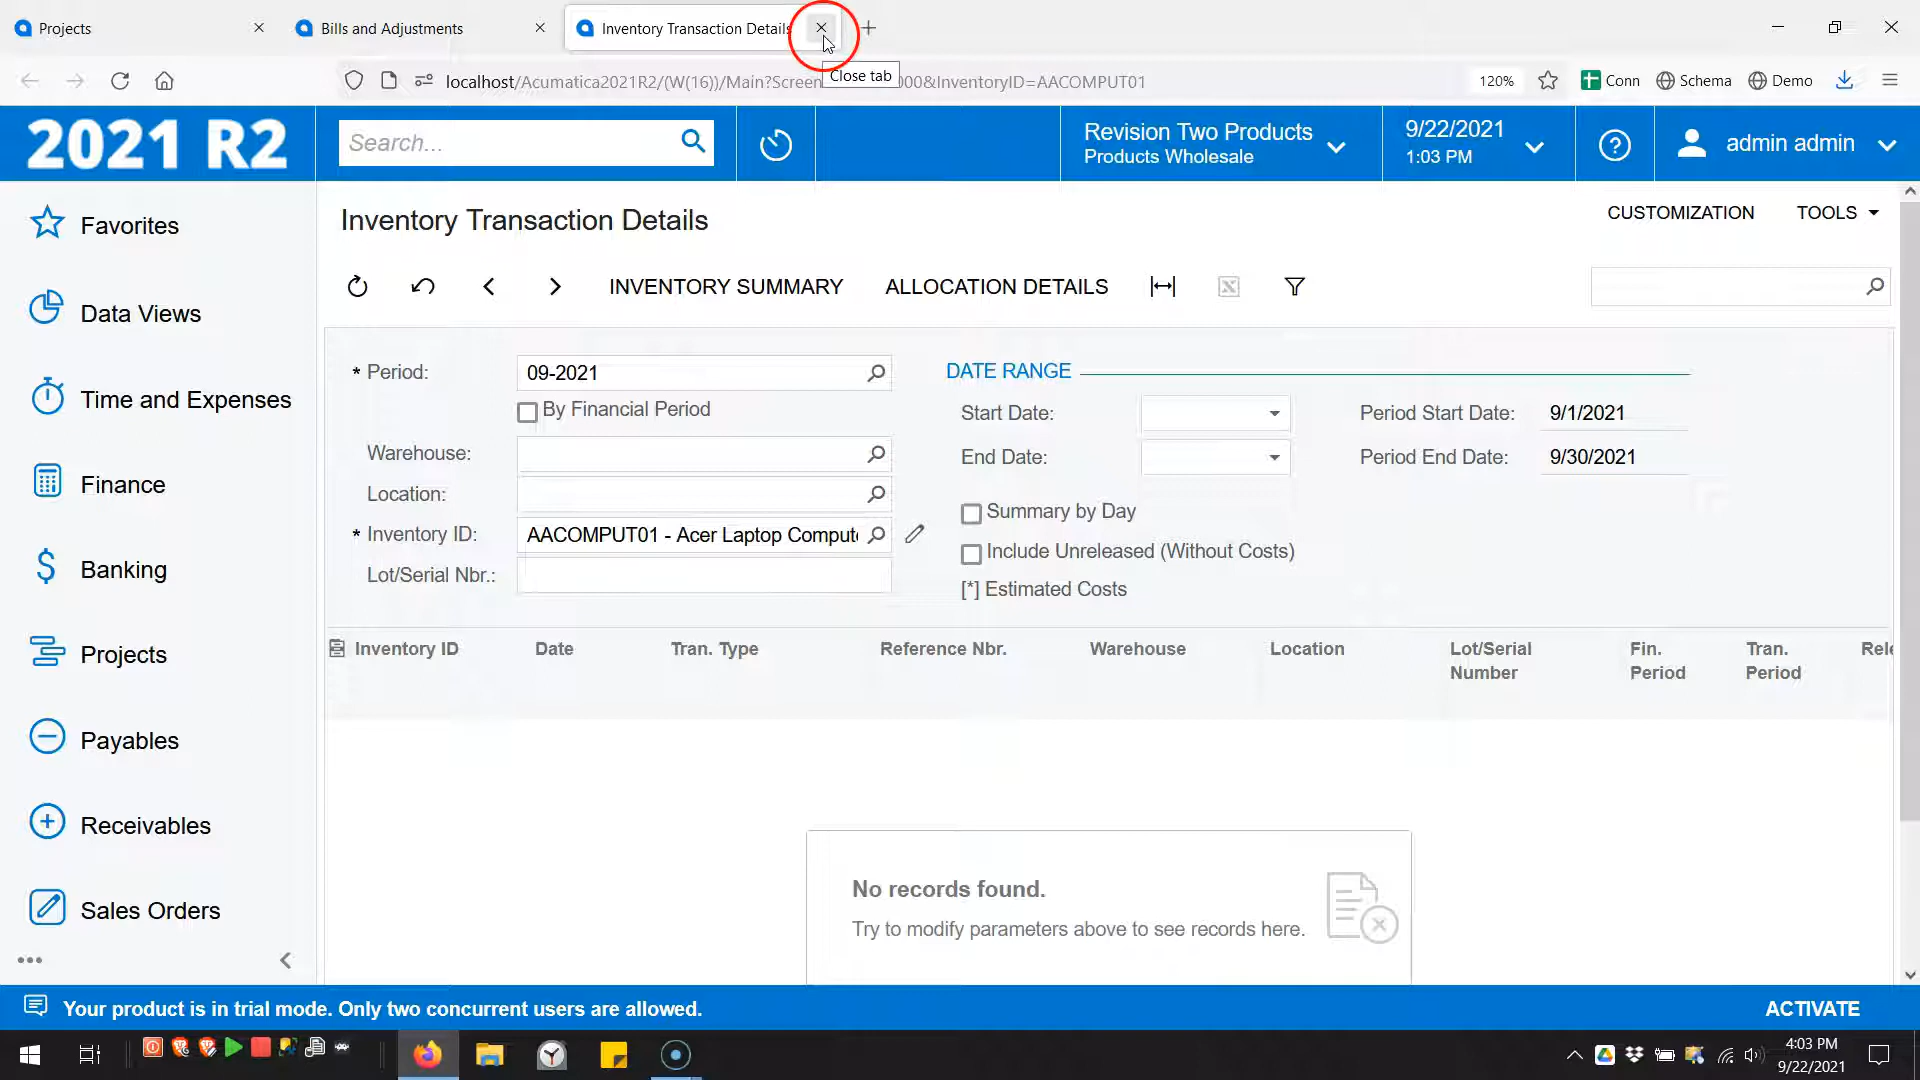 Projects
Bills and Adjustments
Inventory Transaction Details
Close tab
localhost/Acumatica2021R2/(W(16))/Main?Screen 000&InventoryID=AACOMPUT01
120%
Conn
Schema
Demo
2021 R2
Search...
Revision Two Products
Products Wholesale
9/22/2021
1:03 PM
admin admin
Favorites
Data Views
Time and Expenses
Finance
Banking
Projects
Payables
Receivables
Sales Orders
Inventory Transaction Details
CUSTOMIZATION
TOOLS
INVENTORY SUMMARY
ALLOCATION DETAILS
* Period:
09-2021
By Financial Period
Warehouse:
Location:
* Inventory ID:
AACOMPUT01 - Acer Laptop Compute
Lot/Serial Nbr.:
DATE RANGE
Start Date:
End Date:
Period Start Date:
9/1/2021
Period End Date:
9/30/2021
Summary by Day
Include Unreleased (Without Costs)
[*] Estimated Costs
Inventory ID
Date
Tran. Type
Reference Nbr.
Warehouse
Location
Lot/Serial
Number
Fin.
Period
Tran.
Period
Rele
No records found.
Try to modify parameters above to see records here.
Your product is in trial mode. Only two concurrent users are allowed.
ACTIVATE
4:03 PM
9/22/2021